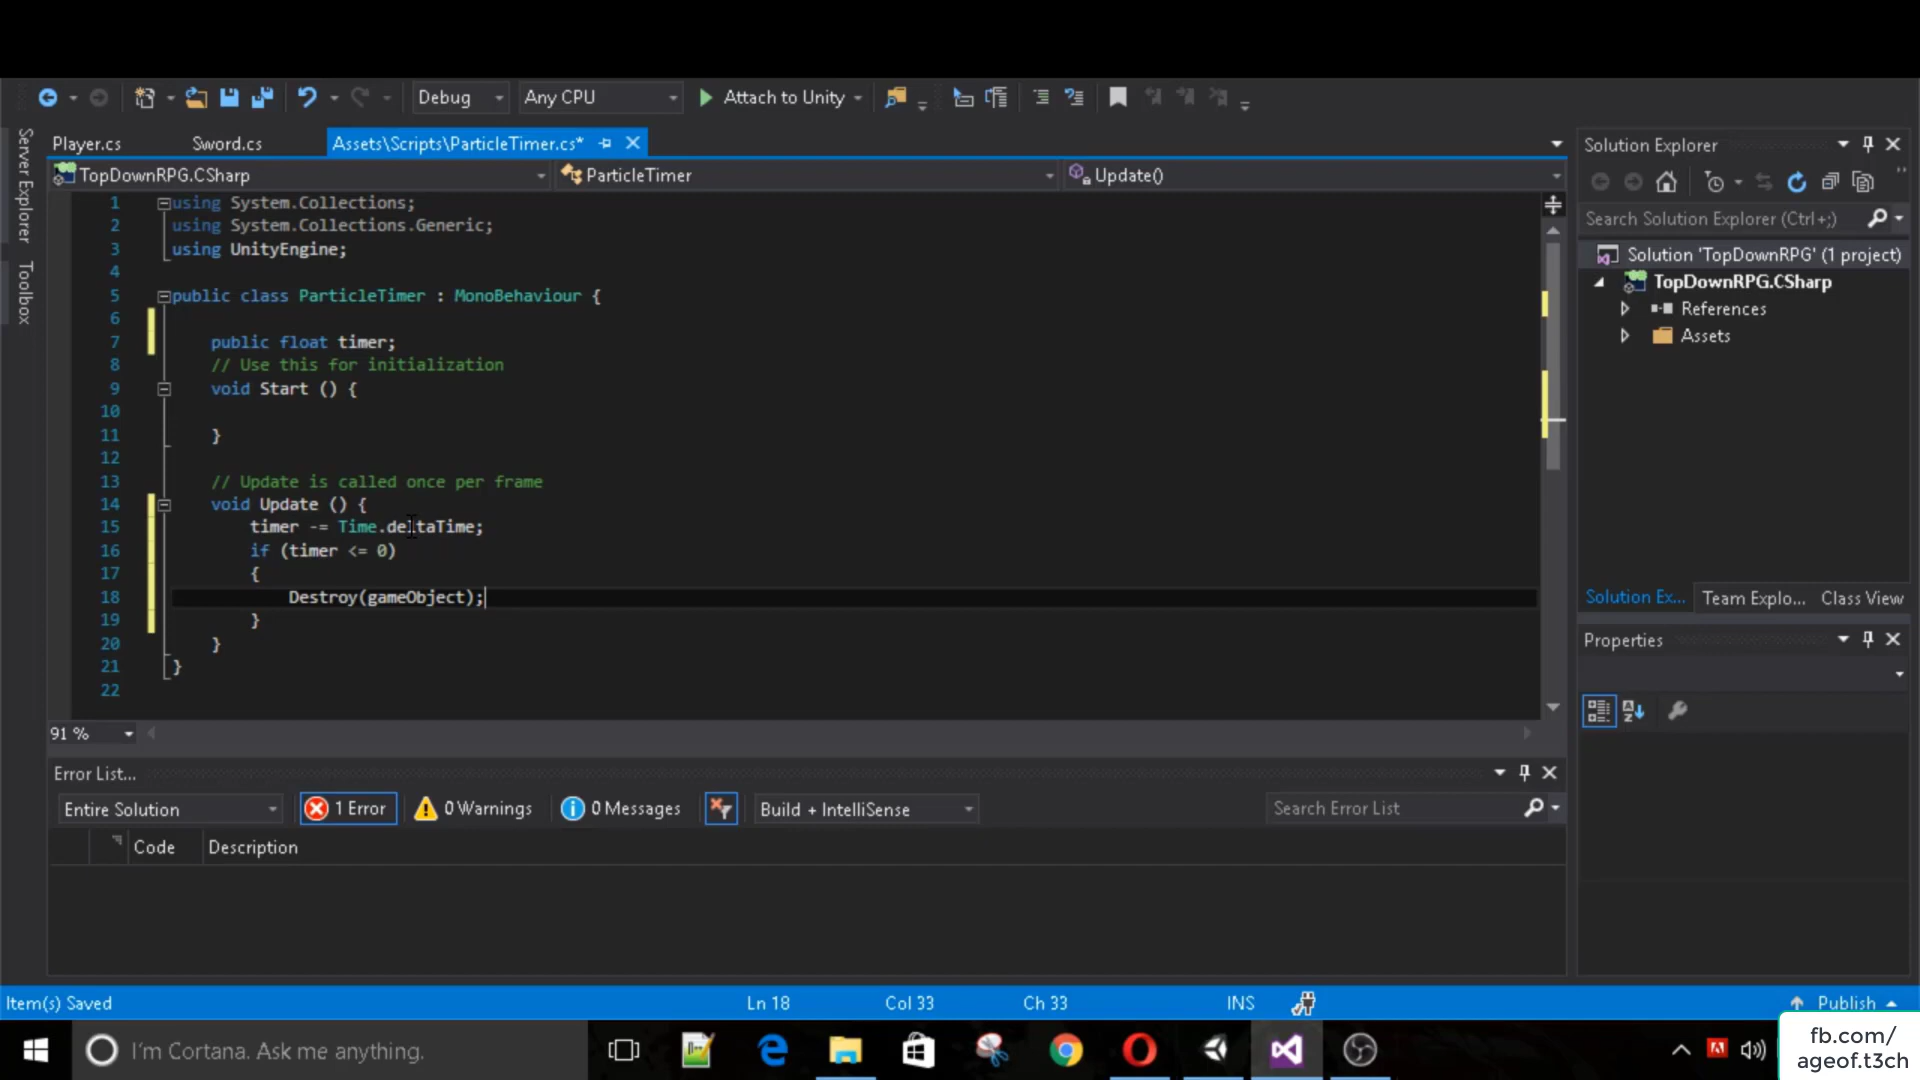 Debug
Any CPU
Attach to Unity
Server Explorer
Toolbox
Player.cs
Sword.cs
Assets\Scripts\ParticleTimer.cs*
TopDownRPG.CSharp
ParticleTimer
Update()
1 using System.Collections;
2 using System.Collections.Generic;
3 using UnityEngine;
4
5 public class ParticleTimer : MonoBehaviour {
6
7 public float timer;
8 // Use this for initialization
9 void Start () {
10
11 }
12
13 // Update is called once per frame
14 void Update () {
15 timer -= Time.deltaTime;
16 if (timer <= 0)
17 {
18 Destroy(gameObject);
19 }
20 }
21 }
22
91 %
Solution Explorer
Search Solution Explorer (Ctrl+;)
Solution 'TopDownRPG' (1 project)
TopDownRPG.CSharp
References
Assets
Solution Ex...
Team Explo...
Class View
Properties
Error List...
Entire Solution
1 Error
0 Warnings
0 Messages
Build + IntelliSense
Search Error List
Code
Description
Item(s) Saved
Ln 18
Col 33
Ch 33
INS
Publish
I'm Cortana. Ask me anything.
fb.com/
ageof.t3ch